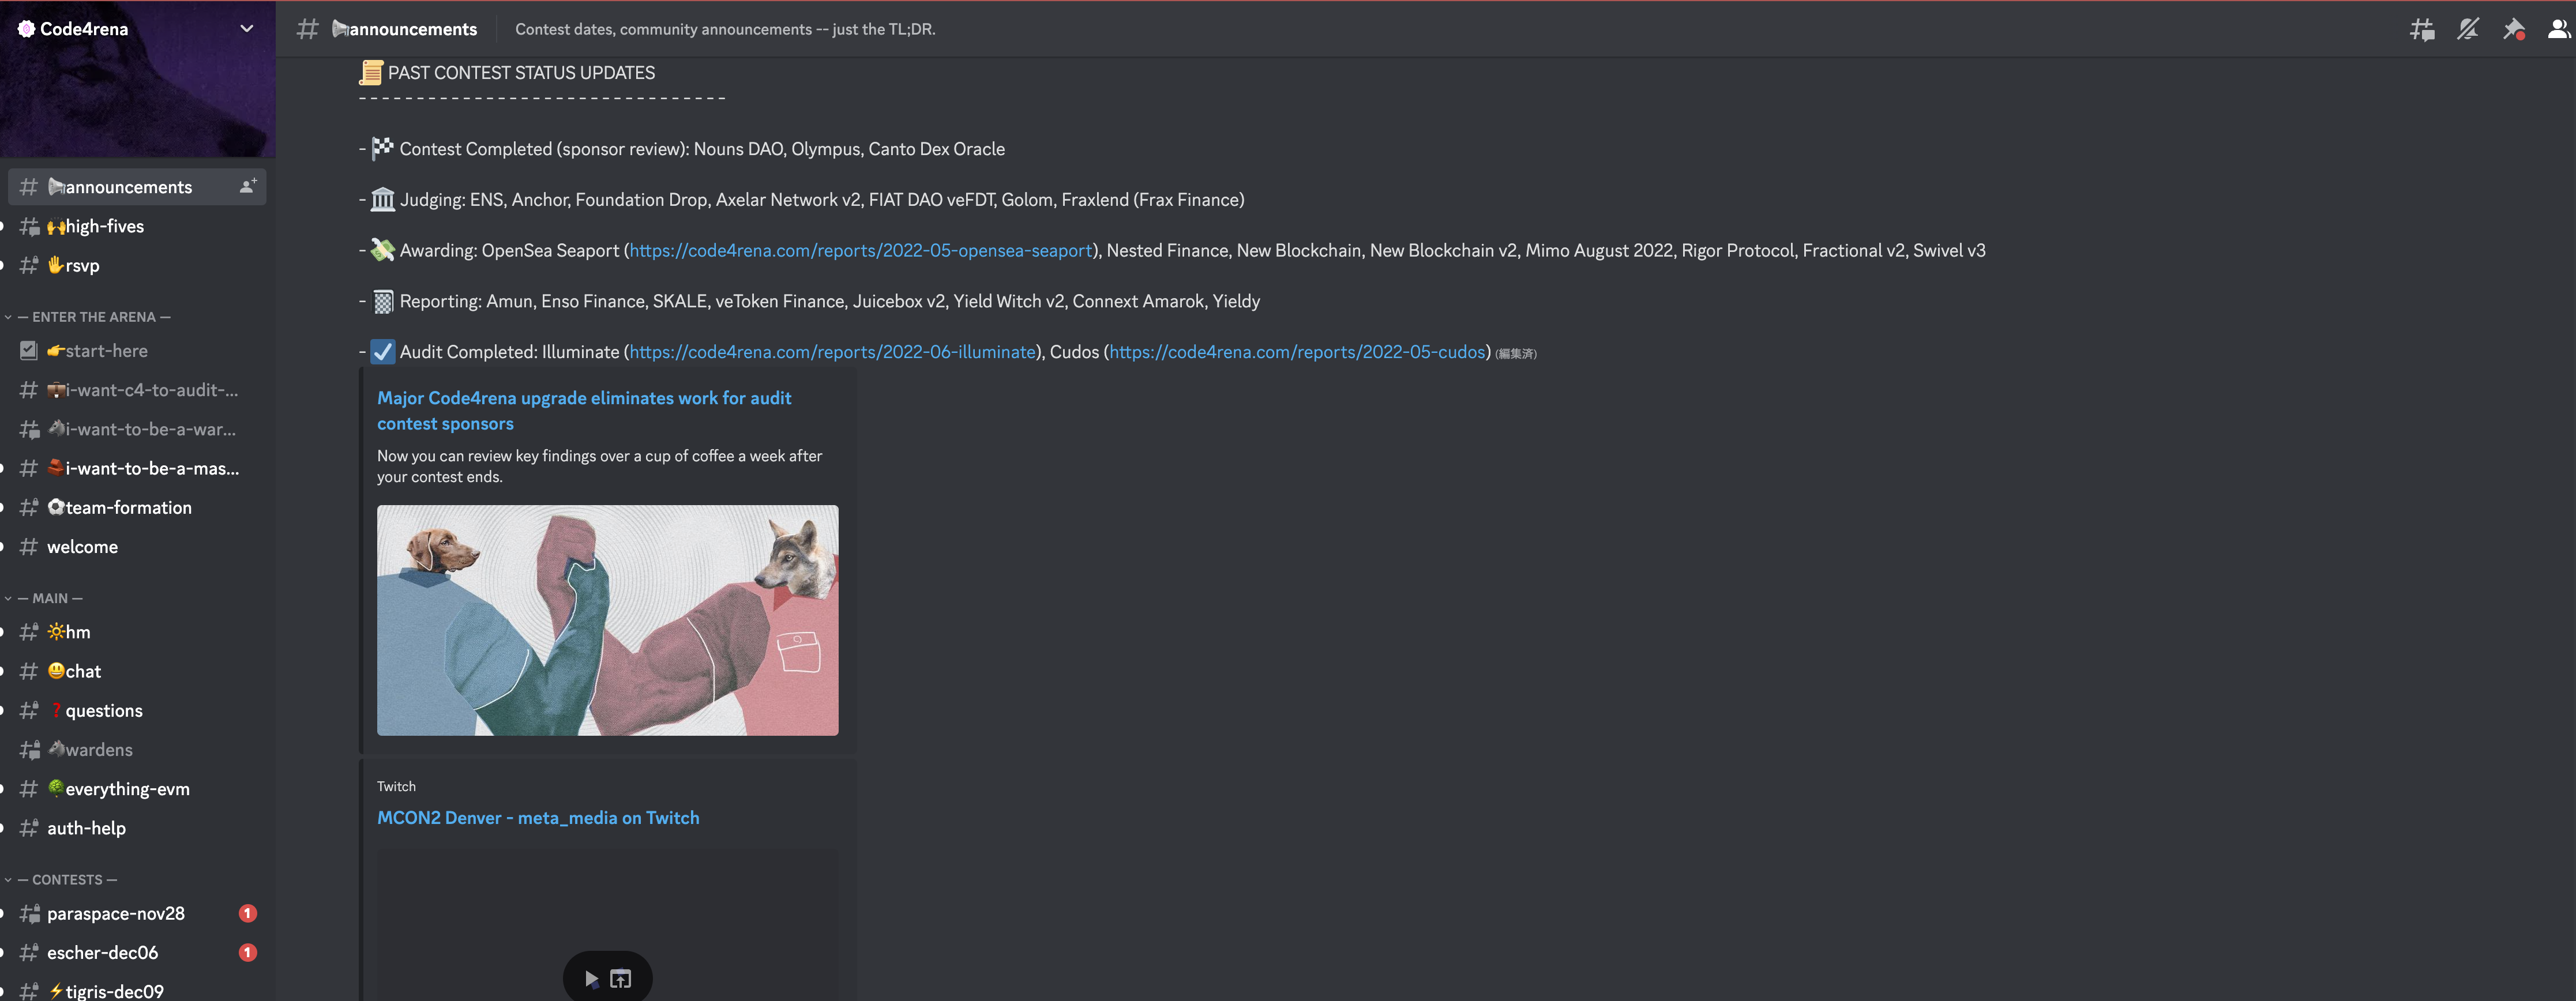 Code4rena
announcements
high-fives
rsvp
— ENTER THE ARENA —
start-here
i-want-c4-to-audit-...
i-want-to-be-a-war...
i-want-to-be-a-mas...
team-formation
welcome
— MAIN —
hm
chat
questions
wardens
everything-evm
auth-help
— CONTESTS —
paraspace-nov28 1
escher-dec06 1
tigris-dec09
announcements Contest dates, community announcements -- just the TL;DR.
PAST CONTEST STATUS UPDATES
- - - - - - - - - - - - - - - - - - - - - - - - - - - - - - - -
- 🏁 Contest Completed (sponsor review): Nouns DAO, Olympus, Canto Dex Oracle
- 🏛 Judging: ENS, Anchor, Foundation Drop, Axelar Network v2, FIAT DAO veFDT, Golom, Fraxlend (Frax Finance)
- 💸 Awarding: OpenSea Seaport (https://code4rena.com/reports/2022-05-opensea-seaport), Nested Finance, New Blockchain, New Blockchain v2, Mimo August 2022, Rigor Protocol, Fractional v2, Swivel v3
- Reporting: Amun, Enso Finance, SKALE, veToken Finance, Juicebox v2, Yield Witch v2, Connext Amarok, Yieldy
- ☑ Audit Completed: Illuminate (https://code4rena.com/reports/2022-06-illuminate), Cudos (https://code4rena.com/reports/2022-05-cudos) (編集済)
Major Code4rena upgrade eliminates work for audit
contest sponsors
Now you can review key findings over a cup of coffee a week after
your contest ends.
Twitch
MCON2 Denver - meta_media on Twitch